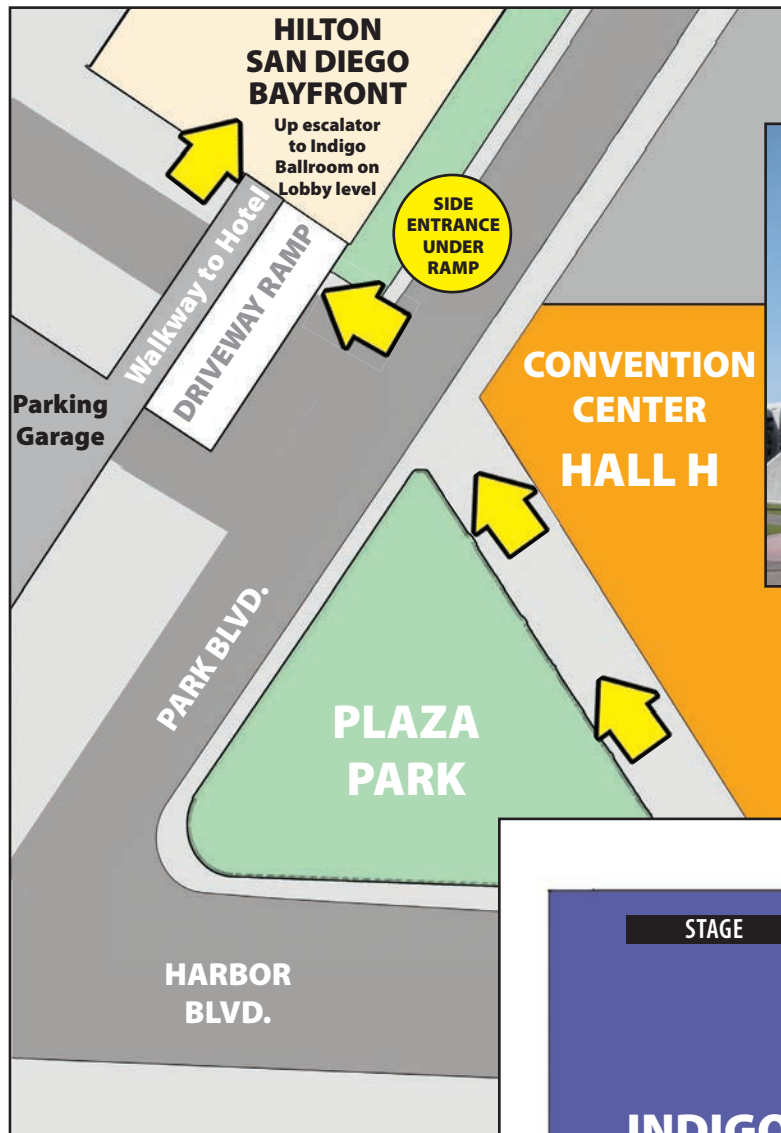 HILTON
SAN DIEGO
BAYFRONT
Up escalator
to Indigo
Ballroom on
Lobby level
SIDE
ENTRANCE
UNDER
RAMP
Walkway to Hotel
DRIVEWAY RAMP
Parking
Garage
CONVENTION
CENTER
HALL H
PARK BLVD.
PLAZA
PARK
HARBOR
BLVD.
STAGE
INDIGO